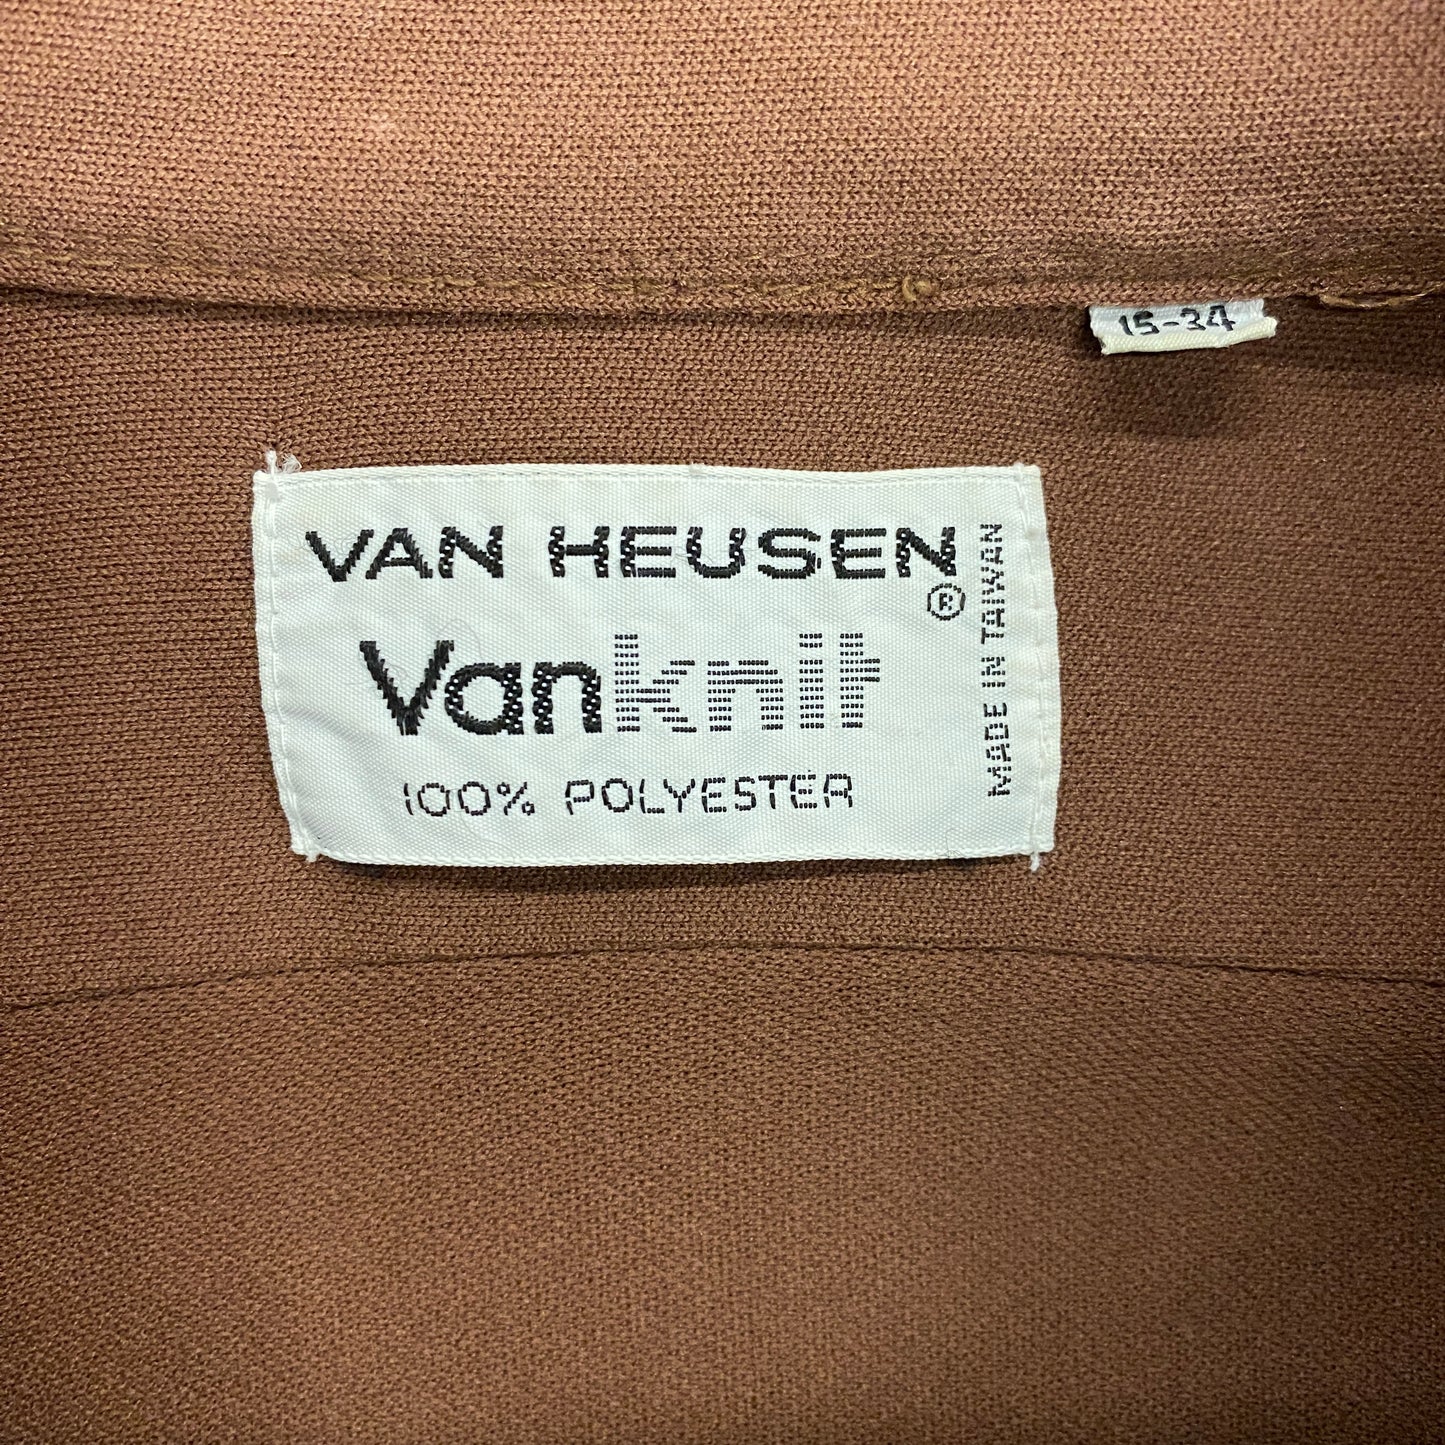 15-34
VAN HEUSEN
®
Vanknit
100% POLYESTER
MADE IN TAIWAN